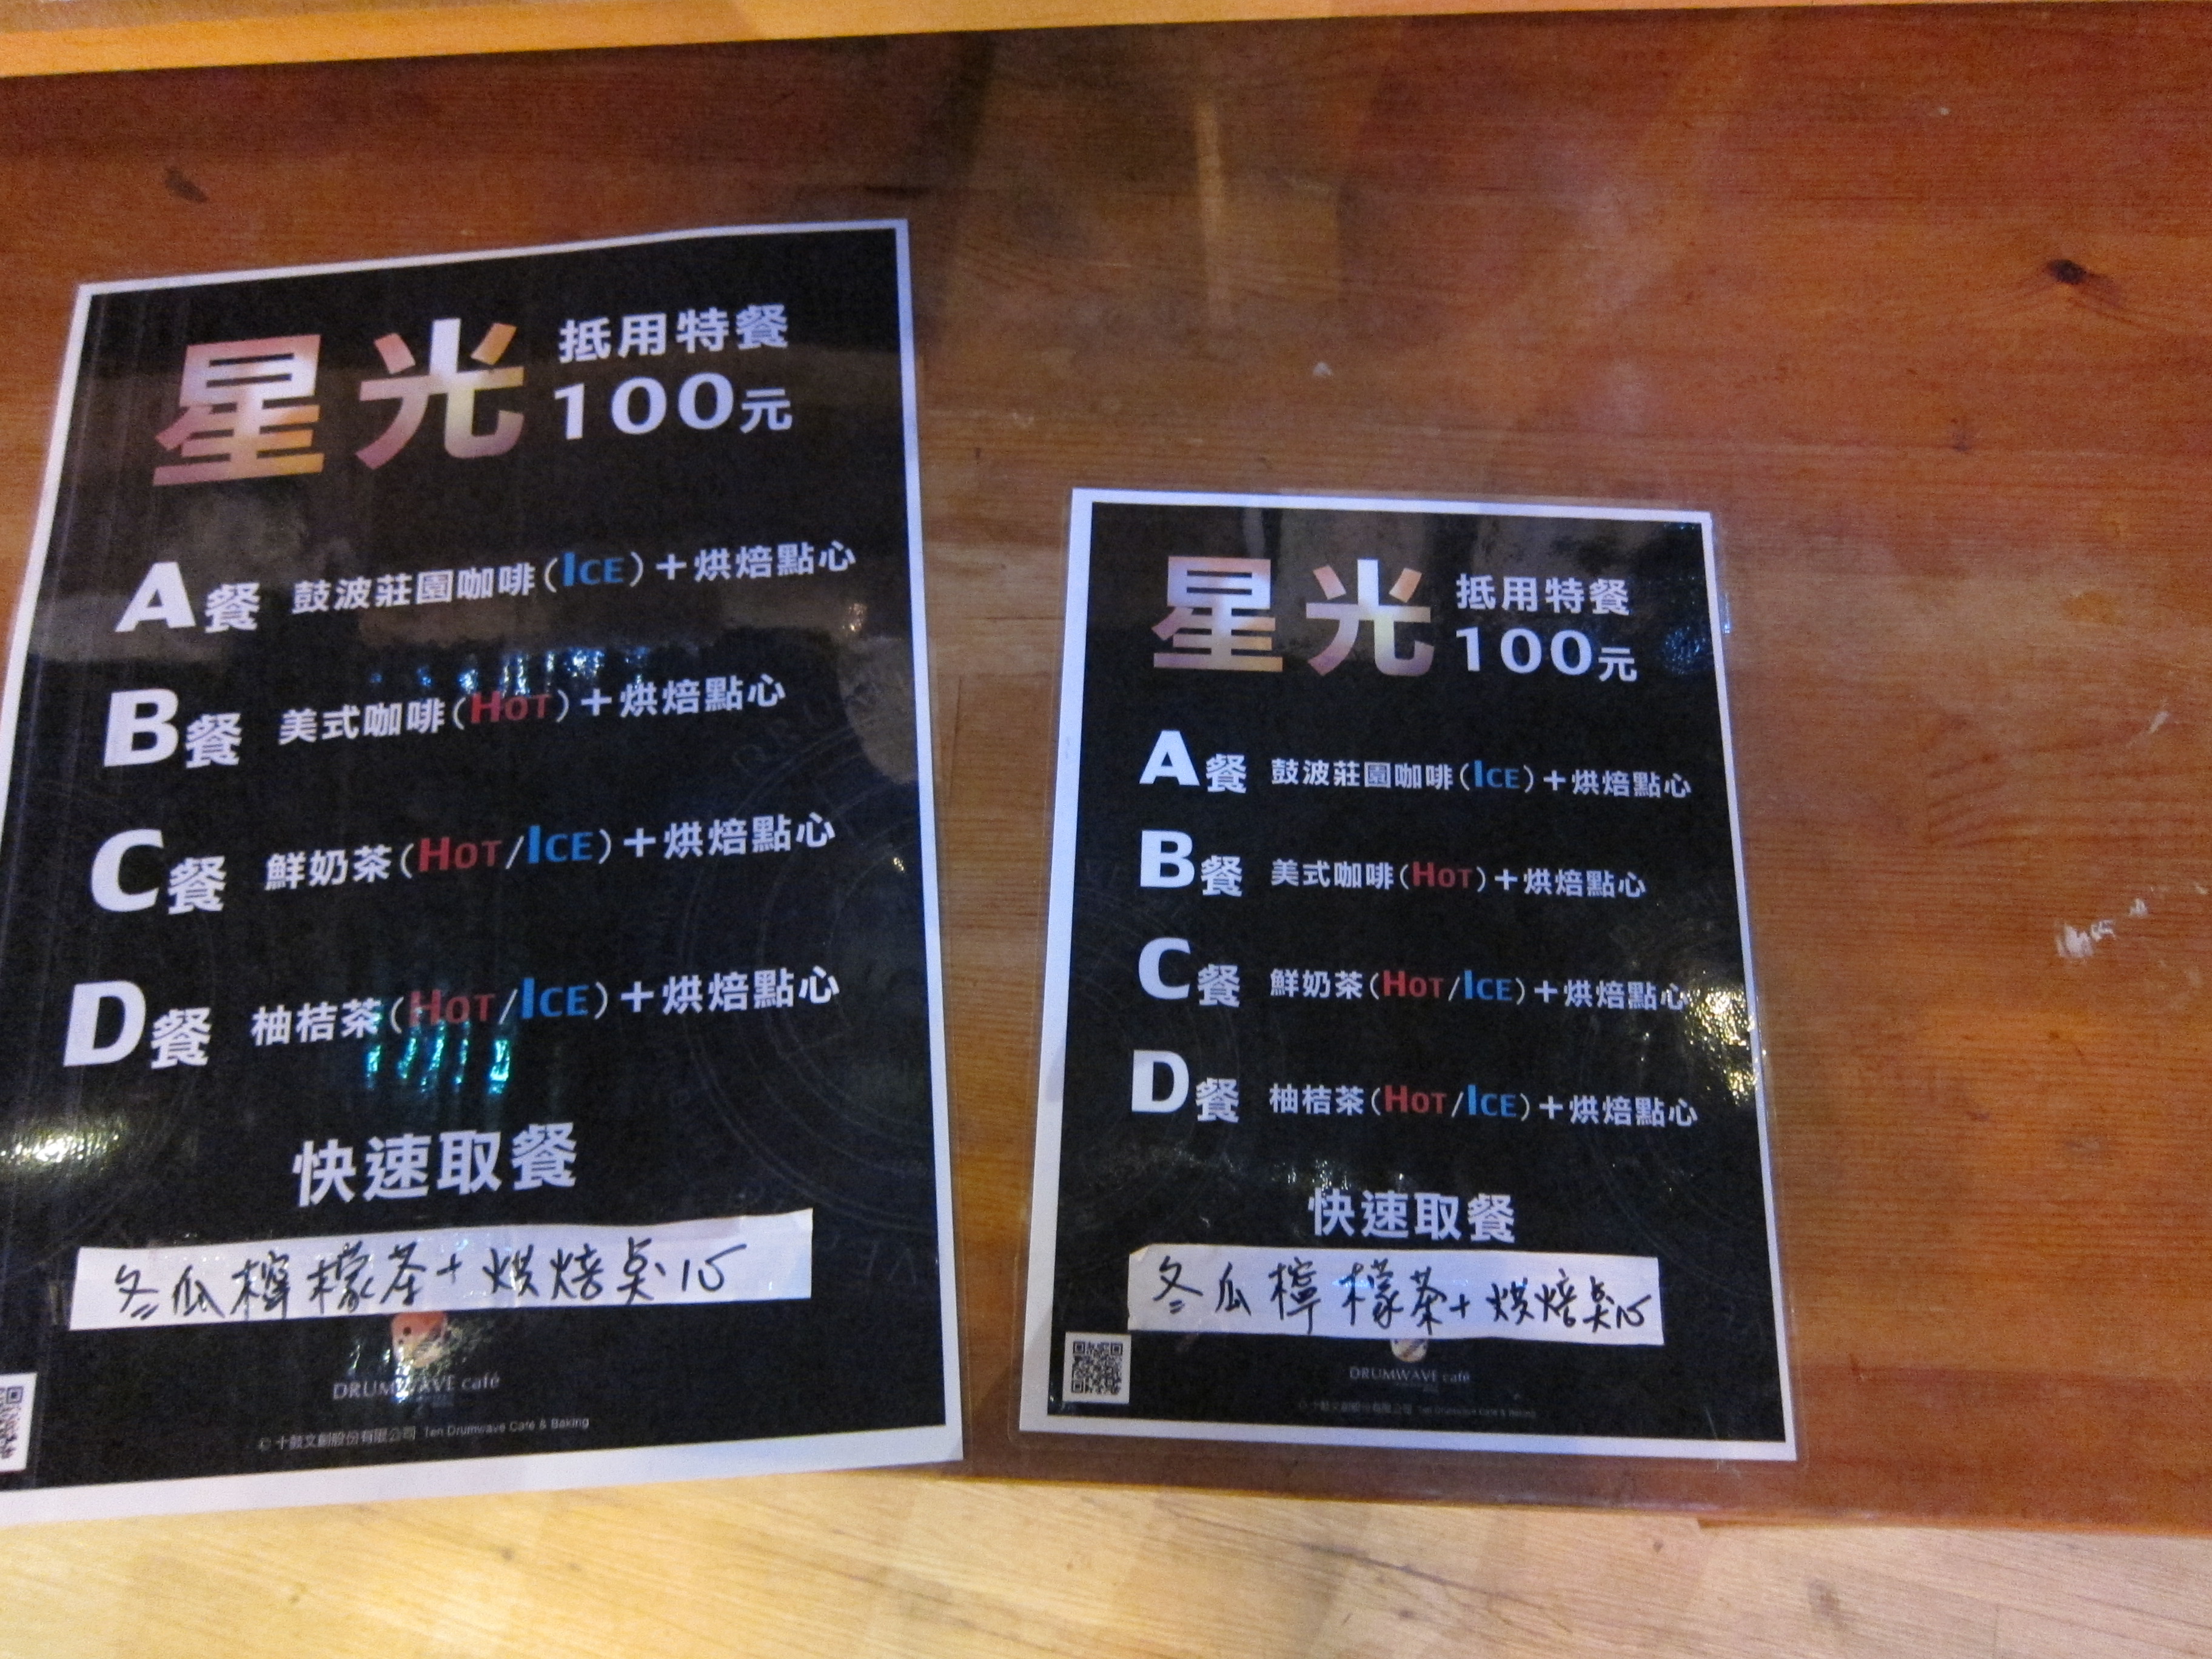 星光 抵用特餐
100元
A餐 鼓波莊園咖啡(ICE)+烘焙點心
B餐 美式咖啡(HOT)+烘焙點心
C餐 鮮奶茶(HOT/ICE)+烘焙點心
D餐 柚桔茶(HOT/ICE)+烘焙點心
快速取餐
冬瓜檸檬茶+烘焙桌心
DRUMWAVE café
© 十鼓文創股份有限公司 Ten Drumwave Café & Baking
星光 抵用特餐
100元
A餐 鼓波莊園咖啡(ICE)+烘焙點心
B餐 美式咖啡(HOT)+烘焙點心
C餐 鮮奶茶(HOT/ICE)+烘焙點心
D餐 柚桔茶(HOT/ICE)+烘焙點心
快速取餐
冬瓜檸檬茶+烘焙桌心
DRUMWAVE café
© 十鼓文創股份有限公司 Ten Drumwave Café & Baking